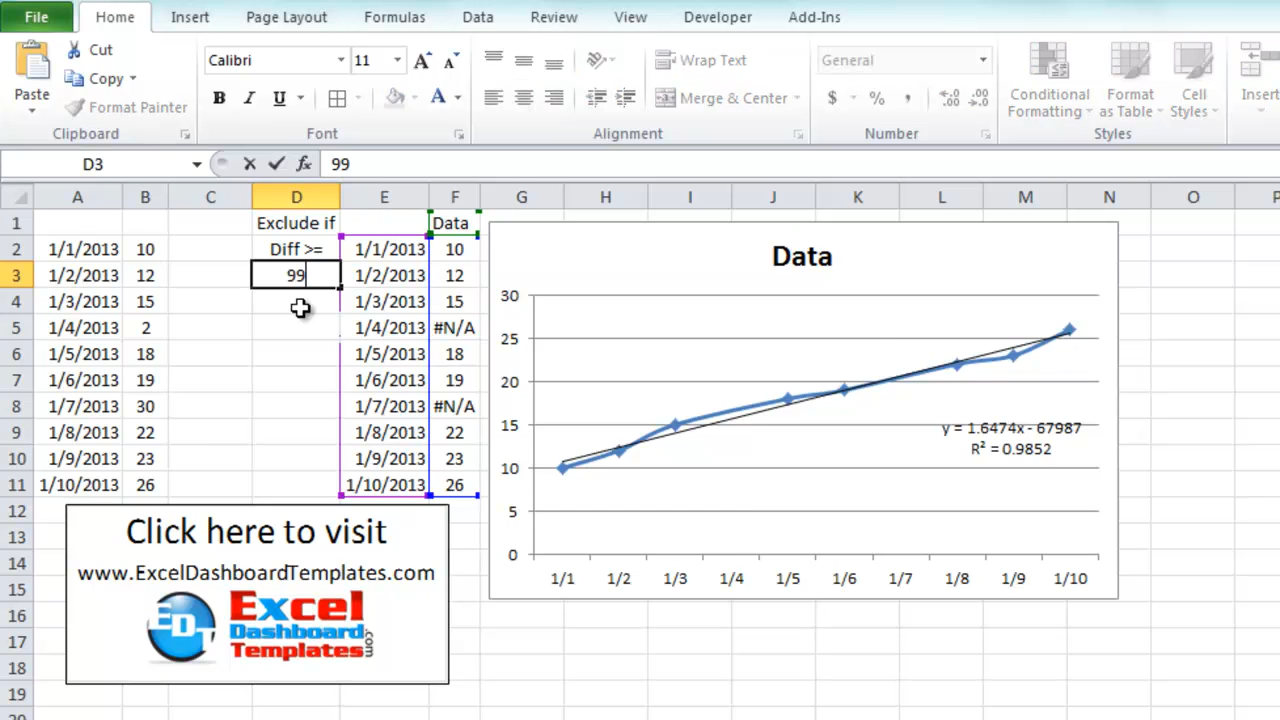 File Home Insert Page Layout Formulas Data Review View Developer Add-Ins
Paste
Cut
Copy
Format Painter
Clipboard
Calibri 11 A A
B I U A
Font
Wrap Text
Merge & Center
Alignment
General
$ % , .00 .0
Number
Conditional Formatting
Format as Table
Cell Styles
Styles
Insert
D3 fx 99
A B C D E F G H I J K L M N O P
1 Exclude if Data
2 1/1/2013 10 Diff >= 1/1/2013 10
3 1/2/2013 12 99 1/2/2013 12
4 1/3/2013 15 1/3/2013 15
5 1/4/2013 2 1/4/2013 #N/A
6 1/5/2013 18 1/5/2013 18
7 1/6/2013 19 1/6/2013 19
8 1/7/2013 30 1/7/2013 #N/A
9 1/8/2013 22 1/8/2013 22
10 1/9/2013 23 1/9/2013 23
11 1/10/2013 26 1/10/2013 26
12
13
14
15
16
17
18
19
Click here to visit
www.ExcelDashboardTemplates.com
EDT
Excel
Dashboard
Templates.com
Data
30
25
20
15
10
5
0
y = 1.6474x - 67987
R² = 0.9852
1/1 1/2 1/3 1/4 1/5 1/6 1/7 1/8 1/9 1/10